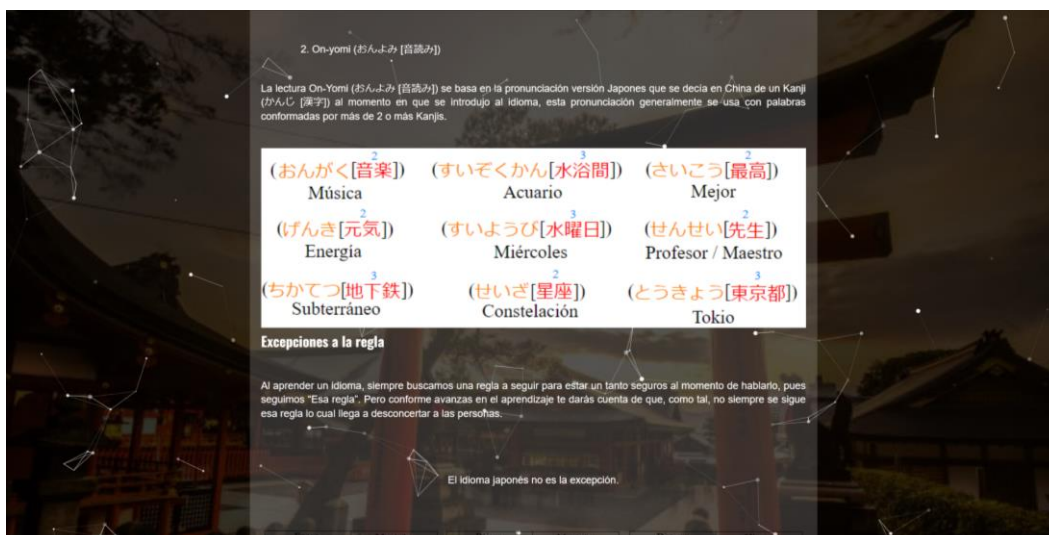 2. On-yomi (おんよみ [音読み])
La lectura On-Yomi (おんよみ [音読み]) se basa en la pronunciación versión Japones que se decía en China de un Kanji
(かんじ [漢字]) al momento en que se introdujo al idioma, esta pronunciación generalmente se usa con palabras
conformadas por más de 2 o más Kanjis.
2 3 2
(おんがく[音楽]) (すいぞくかん[水浴間]) (さいこう[最高])
Música Acuario Mejor
2 3 2
(げんき[元気]) (すいようび[水曜日]) (せんせい[先生])
Energía Miércoles Profesor / Maestro
3 2 3
(ちかてつ[地下鉄]) (せいざ[星座]) (とうきょう[東京都])
Subterráneo Constelación Tokio
Excepciones a la regla
Al aprender un idioma, siempre buscamos una regla a seguir para estar un tanto seguros al momento de hablarlo, pues
seguimos "Esa regla". Pero conforme avanzas en el aprendizaje te darás cuenta de que, como tal, no siempre se sigue
esa regla lo cual llega a desconcertar a las personas.
El idioma japonés no es la excepción.